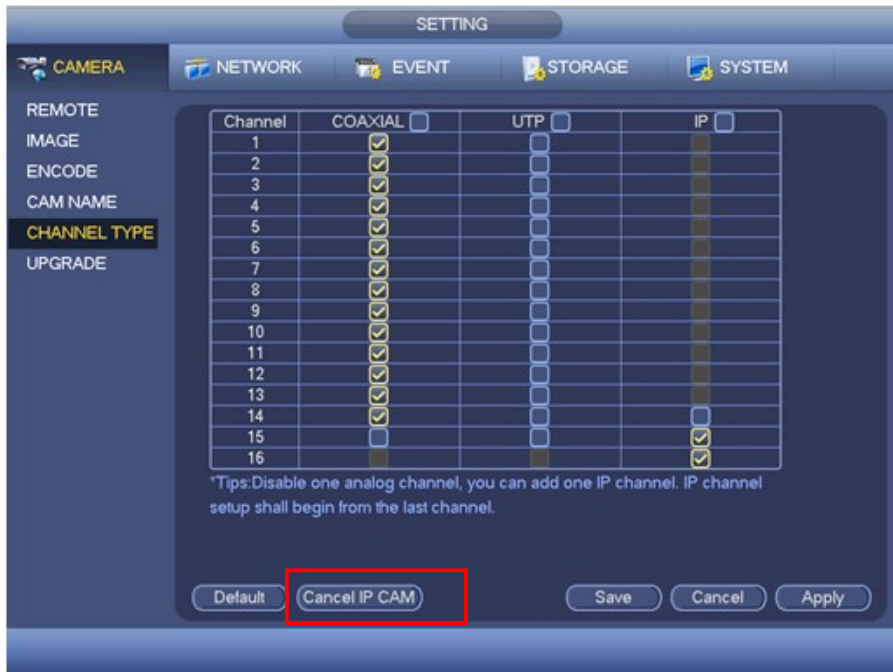 SETTING
CAMERA NETWORK EVENT STORAGE SYSTEM
REMOTE
IMAGE
ENCODE
CAM NAME
CHANNEL TYPE
UPGRADE
Channel COAXIAL UTP IP
1
2
3
4
5
6
7
8
9
10
11
12
13
14
15
16
*Tips:Disable one analog channel, you can add one IP channel. IP channel
setup shall begin from the last channel.
Default Cancel IP CAM Save Cancel Apply